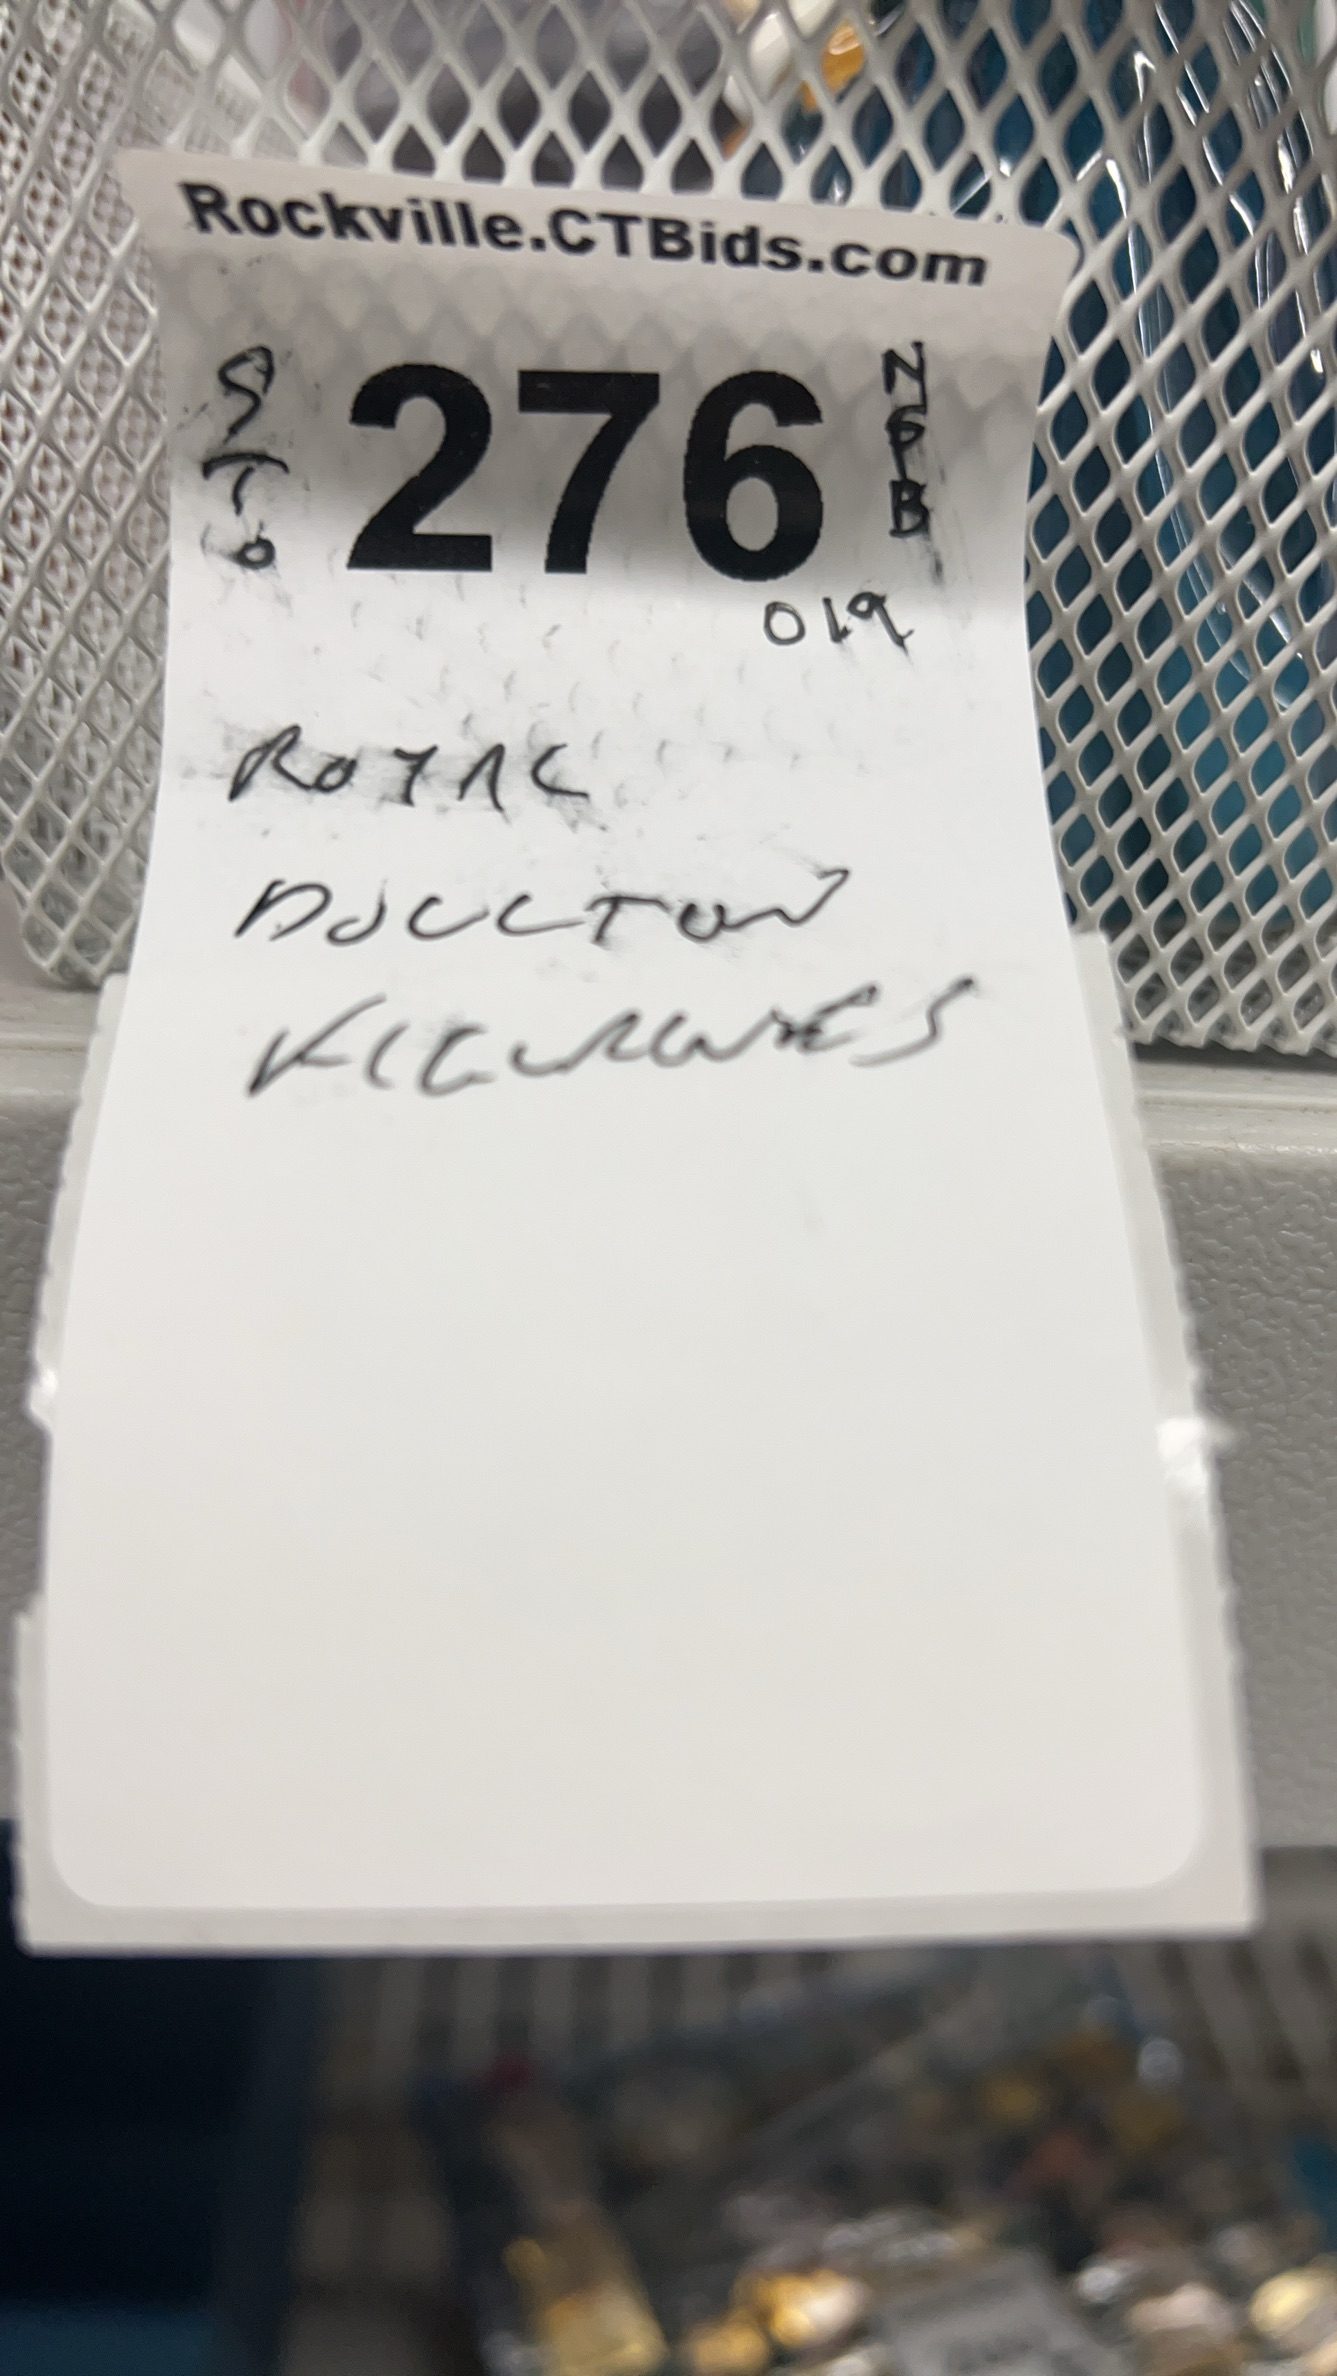 Rockville.CTBids.com
276
019
ROYAL
DOULTON
FIGURINES